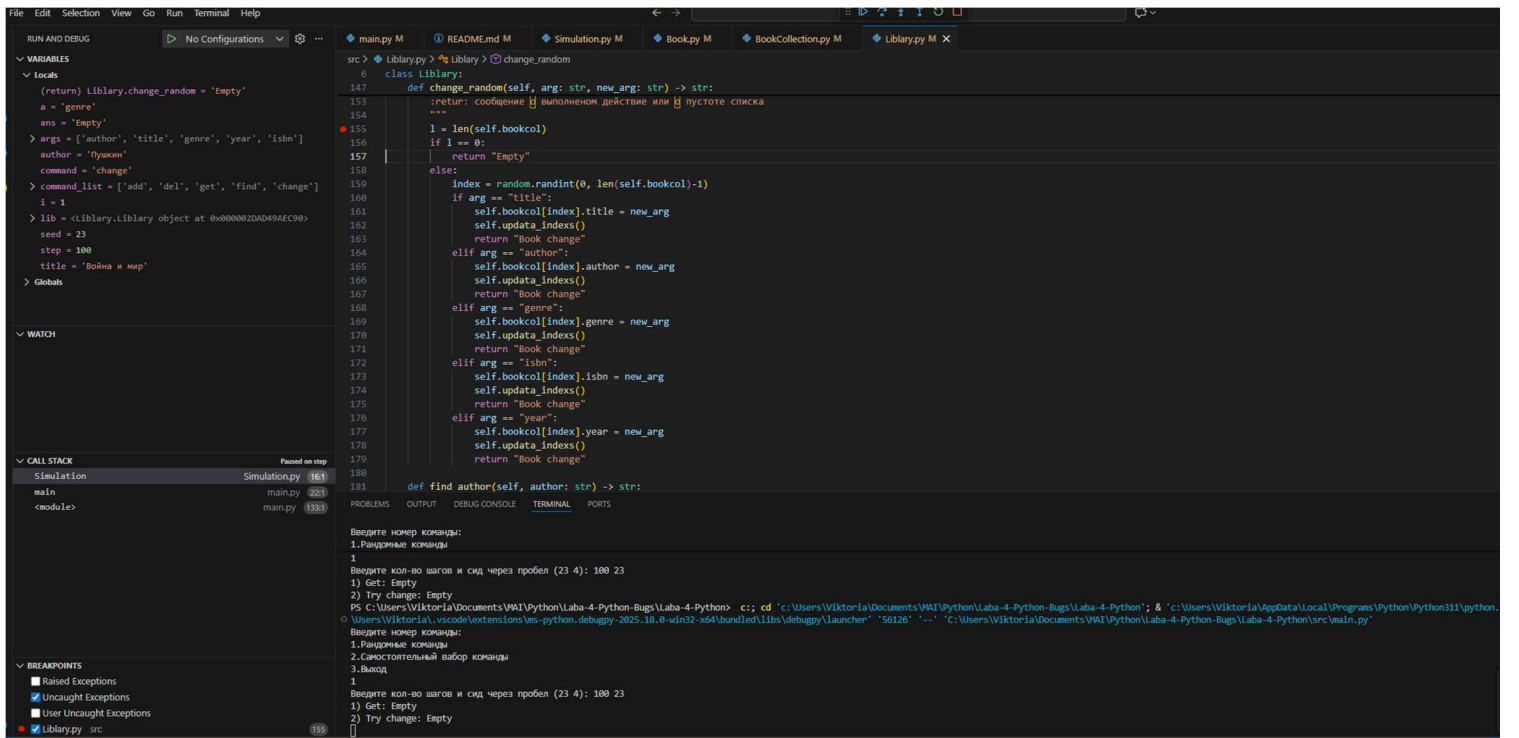 File Edit Selection View Go Run Terminal Help
RUN AND DEBUG No Configurations
main.py M README.md M Simulation.py M Book.py M BookCollection.py M Liblary.py M
src > Liblary.py > Liblary > change_random
VARIABLES
Locals
(return) Liblary.change_random = 'Empty'
a = 'genre'
ans = 'Empty'
args = ['author', 'title', 'genre', 'year', 'isbn']
author = 'Пушкин'
command = 'change'
command_list = ['add', 'del', 'get', 'find', 'change']
i = 1
lib = <Liblary.Liblary object at 0x000002DAD49AEC90>
seed = 23
step = 100
title = 'Война и мир'
Globals
WATCH
CALL STACK Paused on step
Simulation Simulation.py 16:1
main main.py 22:1
<module> main.py 133:1
BREAKPOINTS
Raised Exceptions
Uncaught Exceptions
User Uncaught Exceptions
Liblary.py src 155
6 class Liblary:
147 def change_random(self, arg: str, new_arg: str) -> str:
153 :retur: сообщение о выполненом действие или о пустоте списка
154 """
155 l = len(self.bookcol)
156 if l == 0:
157 return "Empty"
158 else:
159 index = random.randint(0, len(self.bookcol)-1)
160 if arg == "title":
161 self.bookcol[index].title = new_arg
162 self.updata_indexs()
163 return "Book change"
164 elif arg == "author":
165 self.bookcol[index].author = new_arg
166 self.updata_indexs()
167 return "Book change"
168 elif arg == "genre":
169 self.bookcol[index].genre = new_arg
170 self.updata_indexs()
171 return "Book change"
172 elif arg == "isbn":
173 self.bookcol[index].isbn = new_arg
174 self.updata_indexs()
175 return "Book change"
176 elif arg == "year":
177 self.bookcol[index].year = new_arg
178 self.updata_indexs()
179 return "Book change"
180
181 def find_author(self, author: str) -> str:
PROBLEMS OUTPUT DEBUG CONSOLE TERMINAL PORTS
Введите номер команды:
1.Рандомные команды
1
Введите кол-во шагов и сид через пробел (23 4): 100 23
1) Get: Empty
2) Try change: Empty
PS C:\Users\Viktoria\Documents\MAI\Python\Laba-4-Python-Bugs\Laba-4-Python> c:; cd 'c:\Users\Viktoria\Documents\MAI\Python\Laba-4-Python-Bugs\Laba-4-Python'; & 'c:\Users\Viktoria\AppData\Local\Programs\Python\Python311\python.
\Users\Viktoria\.vscode\extensions\ms-python.debugpy-2025.18.0-win32-x64\bundled\libs\debugpy\launcher' '56126' '--' 'C:\Users\Viktoria\Documents\MAI\Python\Laba-4-Python-Bugs\Laba-4-Python\src\main.py'
Введите номер команды:
1.Рандомные команды
2.Самостоятельный вабор команды
3.Выход
1
Введите кол-во шагов и сид через пробел (23 4): 100 23
1) Get: Empty
2) Try change: Empty